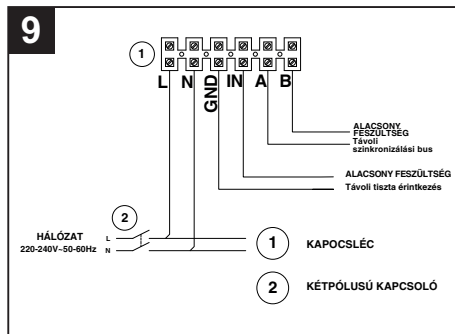 9
1
L N GND IN A B
ALACSONY
FESZÜLTSÉG
Távoli
szinkronizálási bus
ALACSONY FESZÜLTSÉG
Távoli tiszta érintkezés
2
HÁLÓZAT
220-240V~50-60Hz
L
N
1 KAPOCSLÉC
2 KÉTPÓLUSÚ KAPCSOLÓ